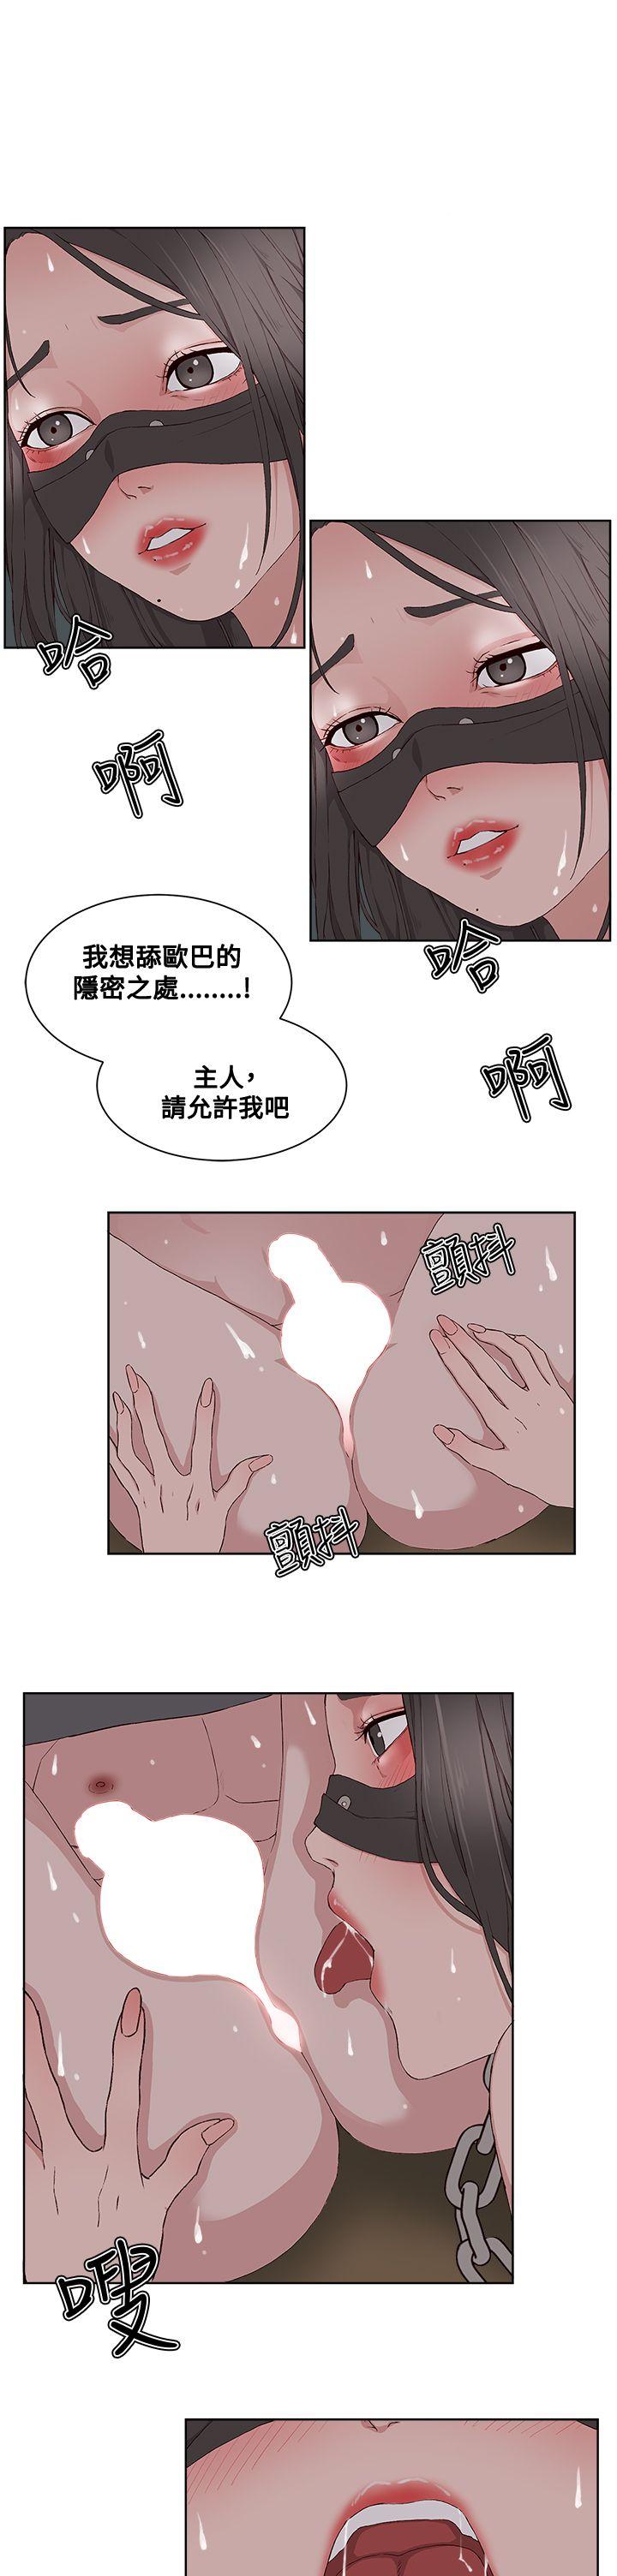 哈
啊
哈
啊
我想舔歐巴的
隱密之處........!
主人，
請允許我吧
顫抖
顫抖
嗖